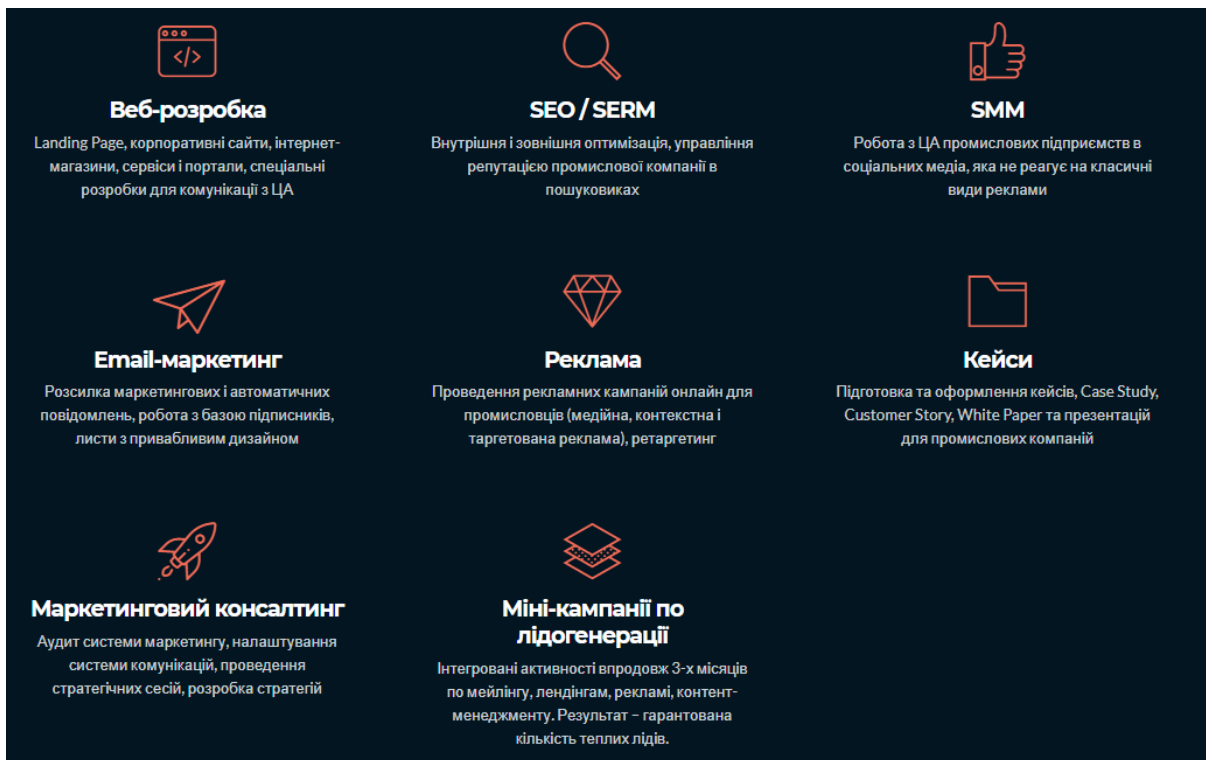 Веб-розробка
Landing Page, корпоративні сайти, інтернет-
магазини, сервіси і портали, спеціальні
розробки для комунікації з ЦА
SEO / SERM
Внутрішня і зовнішня оптимізація, управління
репутацією промислової компанії в
пошуковиках
SMM
Робота з ЦА промислових підприємств в
соціальних медіа, яка не реагує на класичні
види реклами
Email-маркетинг
Розсилка маркетингових і автоматичних
повідомлень, робота з базою підписників,
листи з привабливим дизайном
Реклама
Проведення рекламних кампаній онлайн для
промисловців (медійна, контекстна і
таргетована реклама), ретаргетинг
Кейси
Підготовка та оформлення кейсів, Case Study,
Customer Story, White Paper та презентацій
для промислових компаній
Маркетинговий консалтинг
Аудит системи маркетингу, налаштування
системи комунікацій, проведення
стратегічних сесій, розробка стратегій
Міні-кампанії по
лідогенерації
Інтегровані активності впродовж 3-х місяців
по мейлінгу, лендінгам, рекламі, контент-
менеджменту. Результат – гарантована
кількість теплих лідів.